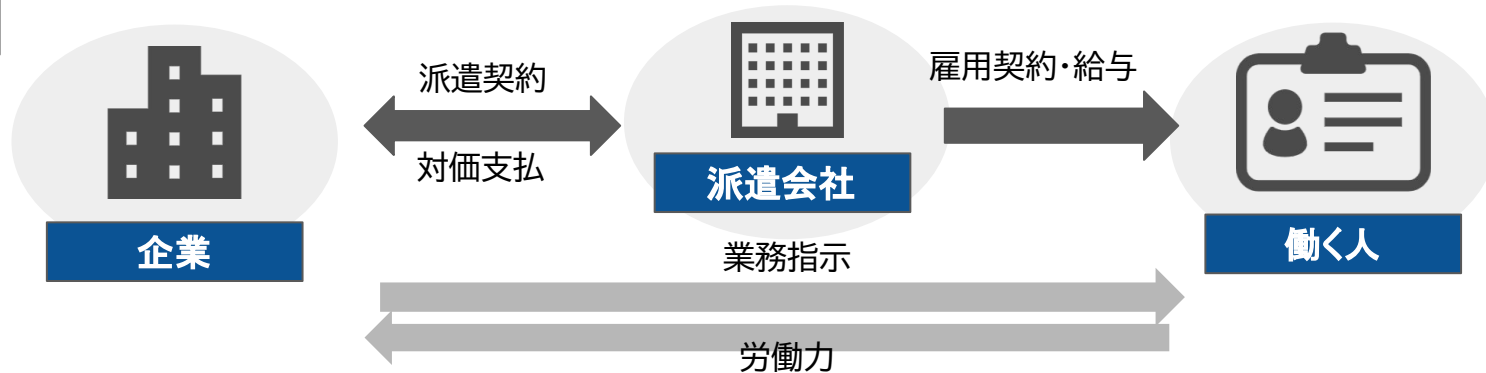 派遣契約
対価支払
雇用契約・給与
派遣会社
企業
働く人
業務指示
労働力